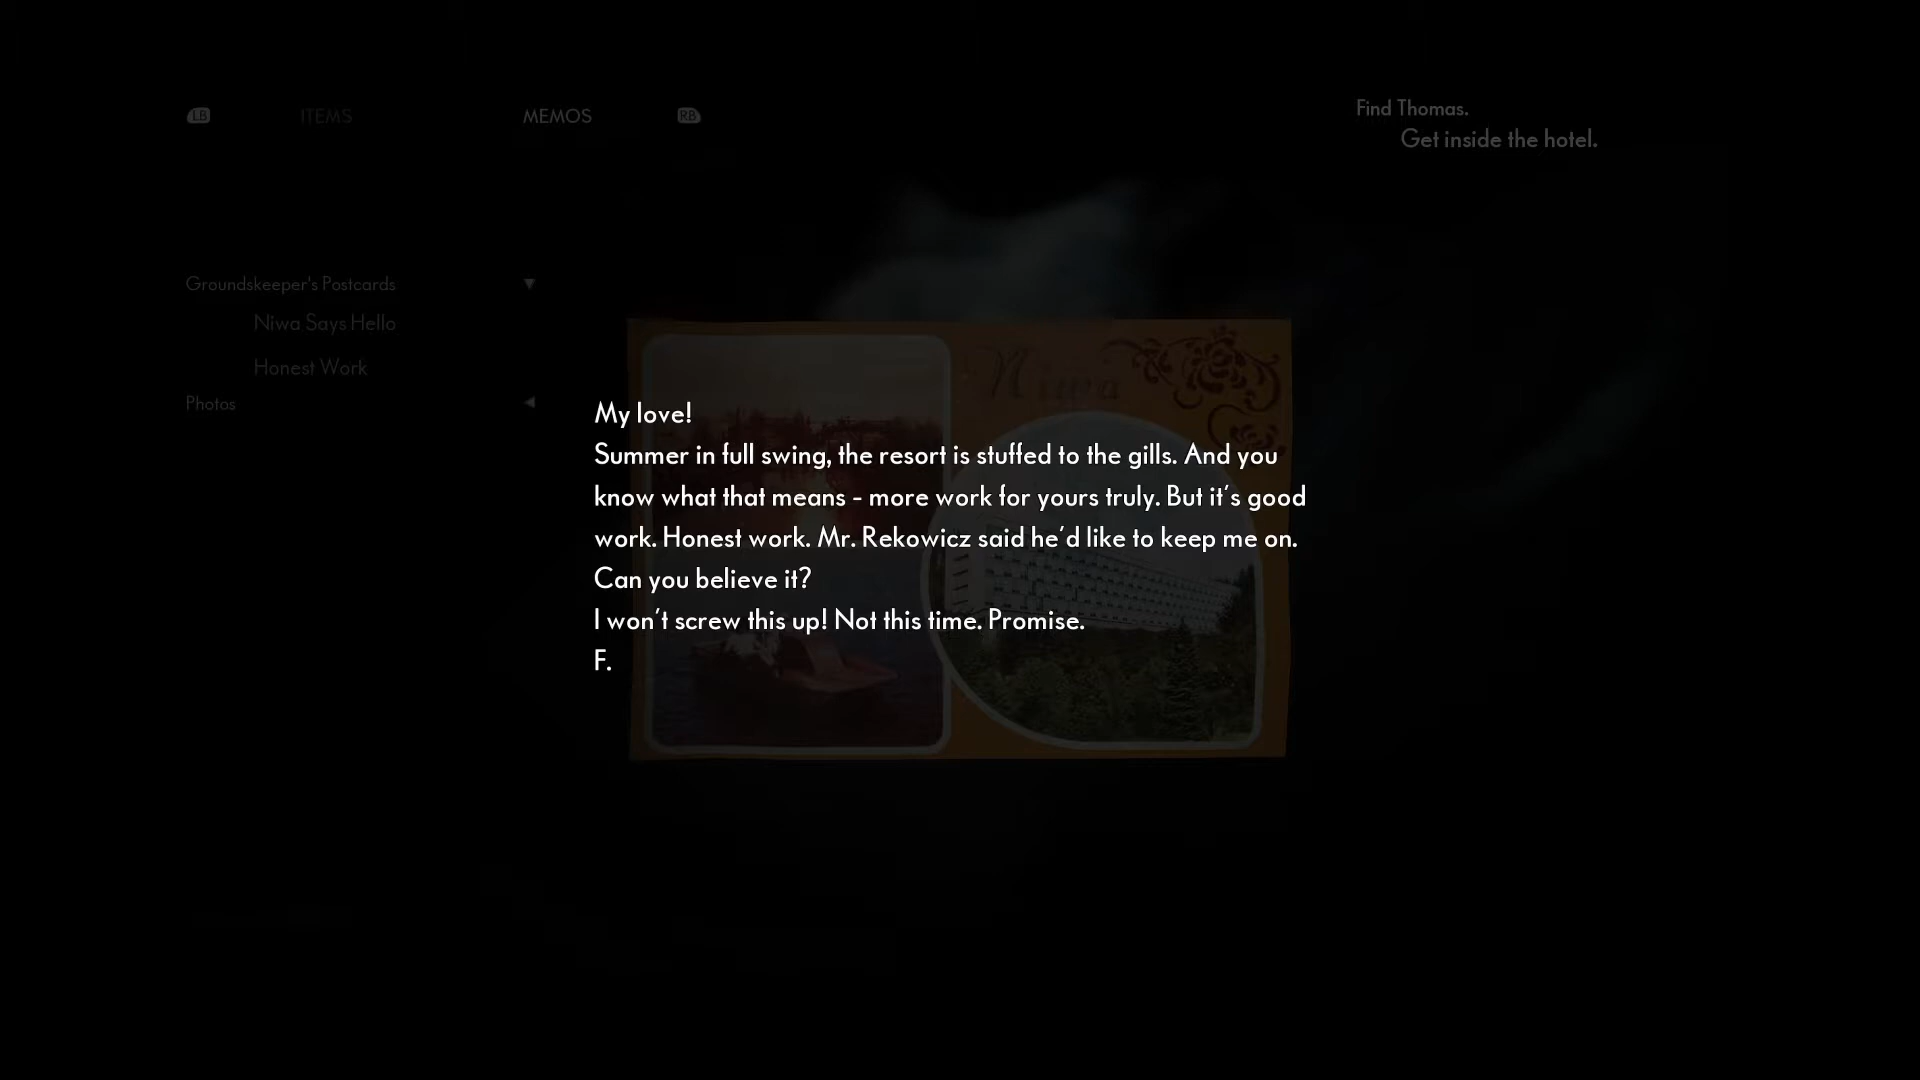 LB ITEMS MEMOS RB
Find Thomas.
Get inside the hotel.
Groundskeeper's Postcards
Niwa Says Hello
Honest Work
Photos
Niwa
My love!
Summer in full swing, the resort is stuffed to the gills. And you
know what that means - more work for yours truly. But it's good
work. Honest work. Mr. Rekowicz said he'd like to keep me on.
Can you believe it?
I won't screw this up! Not this time. Promise.
F.